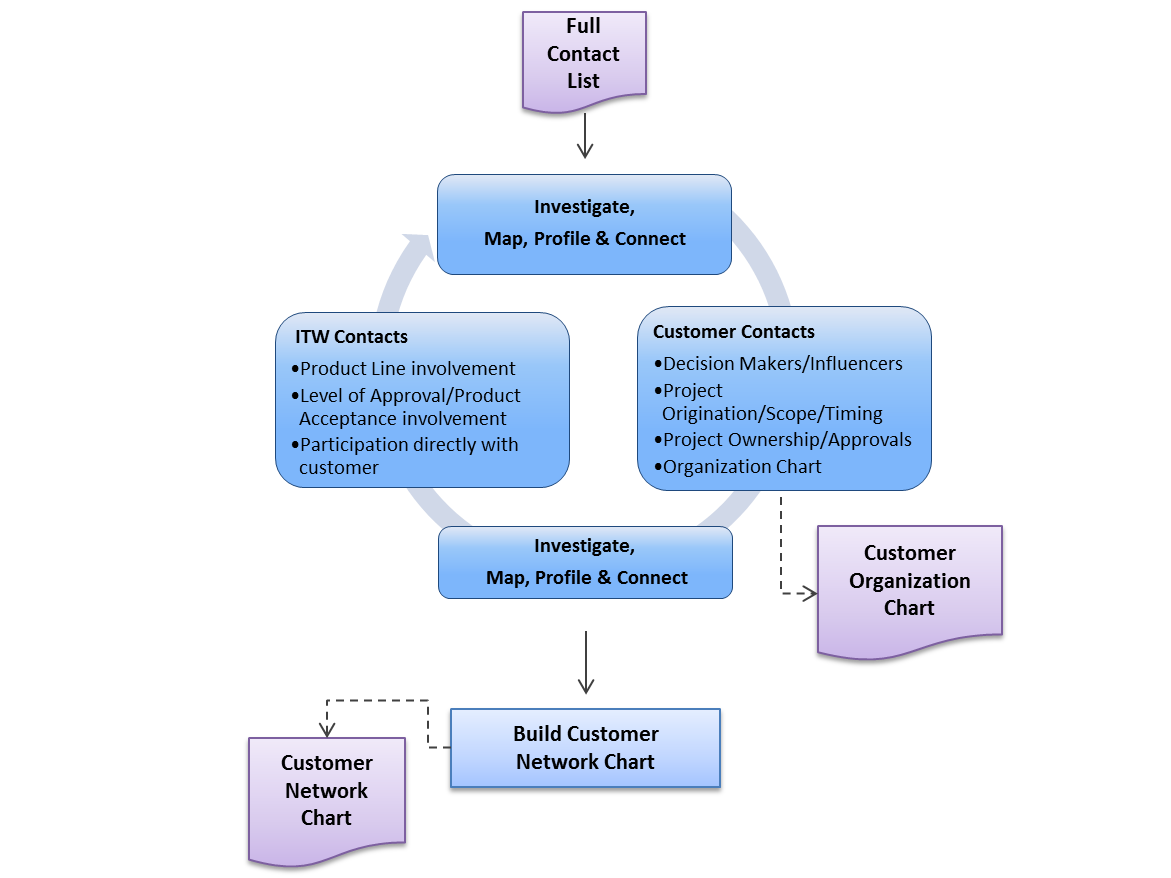 Full
Contact
List
Investigate,
Map, Profile & Connect
ITW Contacts
•Product Line involvement
•Level of Approval/Product
Acceptance involvement
•Participation directly with
customer
Customer Contacts
•Decision Makers/Influencers
•Project
Origination/Scope/Timing
•Project Ownership/Approvals
•Organization Chart
Investigate,
Map, Profile & Connect
Customer
Organization
Chart
Build Customer
Network Chart
Customer
Network
Chart